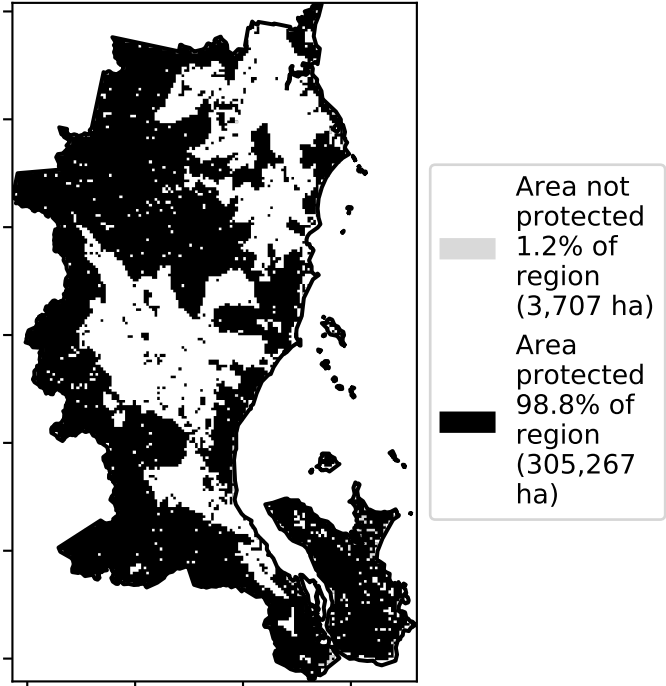 Area not
protected
1.2% of
region
(3,707 ha)
Area
protected
98.8% of
region
(305,267
ha)